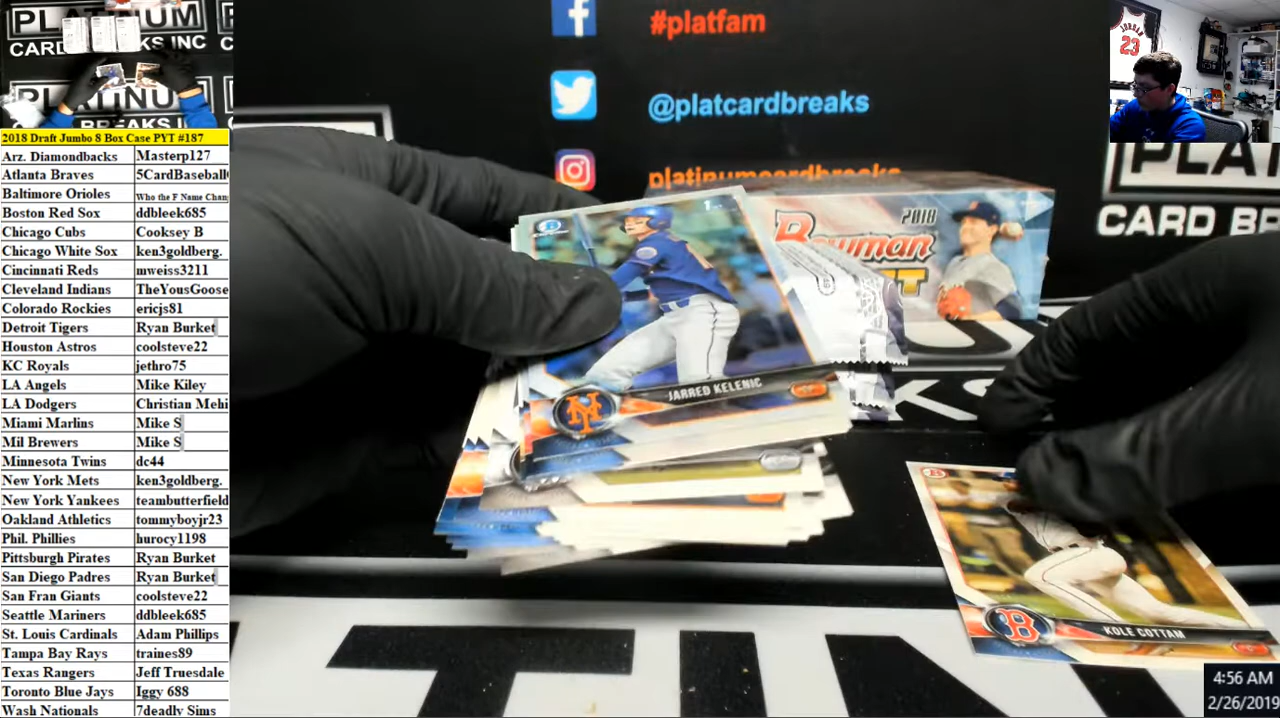 PLATINUM
CARD BREAKS INC
PLATINUM
BREAKS INC
2018 Draft Jumbo 8 Box Case PYT #187
Arz. Diamondbacks Masterp127
Atlanta Braves 5CardBaseball
Baltimore Orioles Who the F Name Chan
Boston Red Sox ddbleek685
Chicago Cubs Cooksey B
Chicago White Sox ken3goldberg.
Cincinnati Reds mweiss3211
Cleveland Indians TheYousGoose
Colorado Rockies ericjs81
Detroit Tigers Ryan Burket
Houston Astros coolsteve22
KC Royals jethro75
LA Angels Mike Kiley
LA Dodgers Christian Mehi
Miami Marlins Mike S
Mil Brewers Mike S
Minnesota Twins dc44
New York Mets ken3goldberg.
New York Yankees teambutterfield
Oakland Athletics tommyboyjr23
Phil. Phillies hurocy1198
Pittsburgh Pirates Ryan Burket
San Diego Padres Ryan Burket
San Fran Giants coolsteve22
Seattle Mariners ddbleek685
St. Louis Cardinals Adam Phillips
Tampa Bay Rays traines89
Texas Rangers Jeff Truesdale
Toronto Blue Jays Iggy 688
Wash Nationals 7deadly Sims
#platfam
@platcardbreaks
platinumcardbreaks
2018
Bowman
JARRED KELENIC
KOLE COTTAM
B
JORDAN
23
PLAT
CARD BR
KS
TIN
4:56 AM
2/26/2019